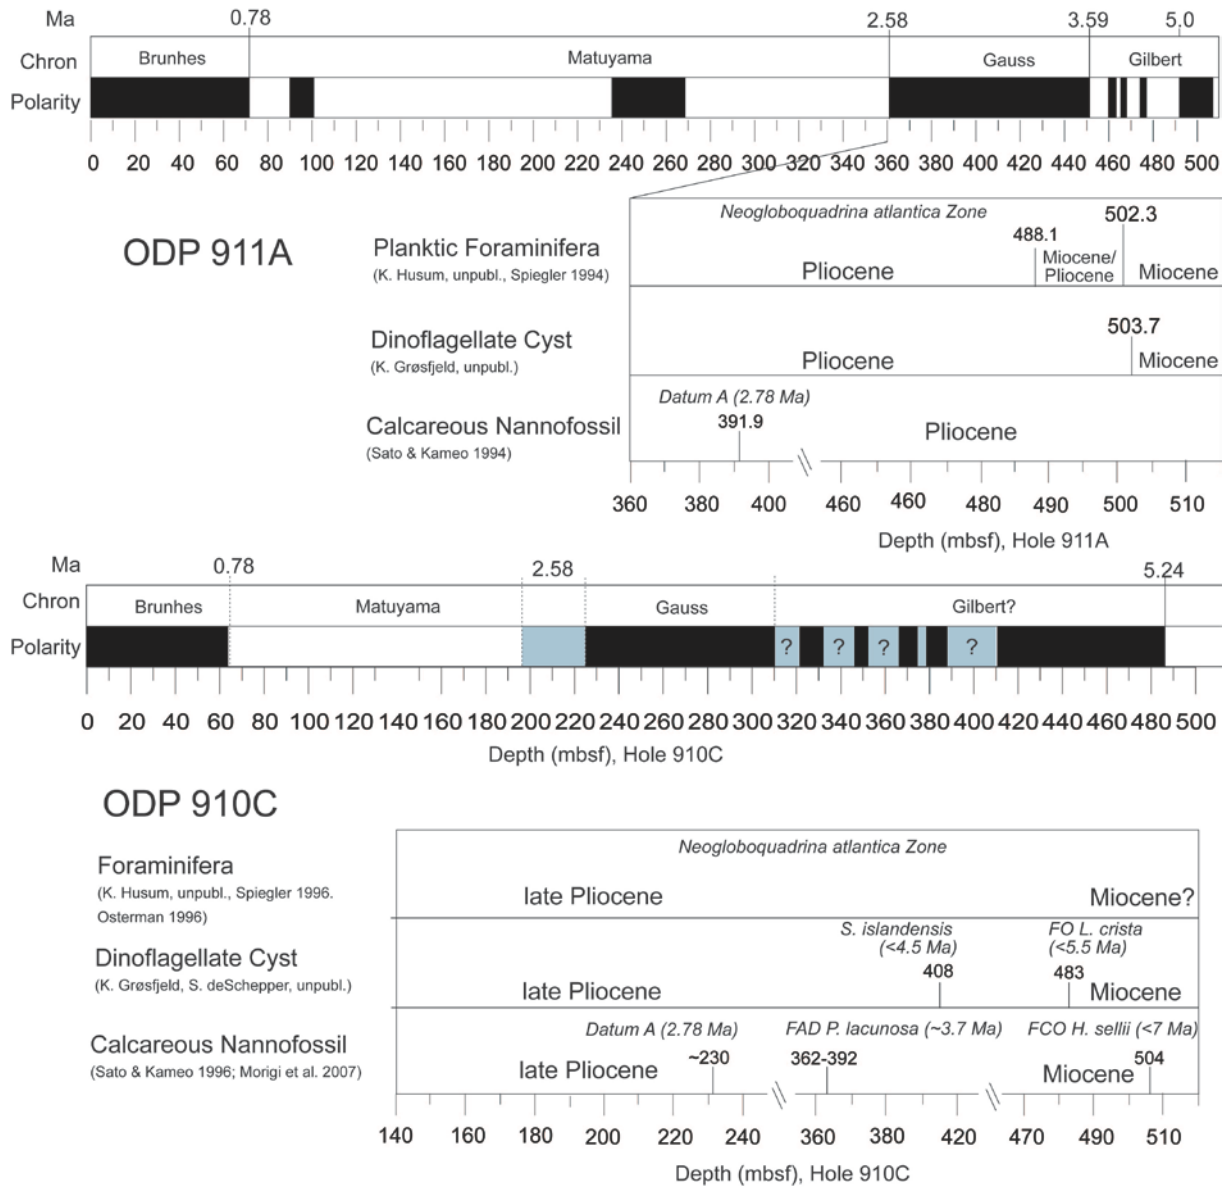 Ma 0.78 2.58 3.59 5.0
Chron Brunhes Matuyama Gauss Gilbert
Polarity
0 20 40 60 80 100 120 140 160 180 200 220 240 260 280 300 320 340 360 380 400 420 440 460 480 500
ODP 911A
Neogloboquadrina atlantica Zone
502.3
488.1
Planktic Foraminifera
(K. Husum, unpubl., Spiegler 1994)
Pliocene
Miocene/
Pliocene
Miocene
503.7
Dinoflagellate Cyst
(K. Grøsfjeld, unpubl.)
Pliocene Miocene
Datum A (2.78 Ma)
391.9
Calcareous Nannofossil
(Sato & Kameo 1994)
Pliocene
360 380 400 460 460 480 490 500 510
Depth (mbsf), Hole 911A
Ma 0.78 2.58 5.24
Chron Brunhes Matuyama Gauss Gilbert?
Polarity ? ? ? ?
0 20 40 60 80 100 120 140 160 180 200 220 240 260 280 300 320 340 360 380 400 420 440 460 480 500
Depth (mbsf), Hole 910C
ODP 910C
Neogloboquadrina atlantica Zone
Foraminifera
(K. Husum, unpubl., Spiegler 1996.
Osterman 1996)
late Pliocene Miocene?
S. islandensis
(<4.5 Ma)
408
FO L. crista
(<5.5 Ma)
483
Dinoflagellate Cyst
(K. Grøsfjeld, S. deSchepper, unpubl.)
late Pliocene Miocene
Datum A (2.78 Ma) FAD P. lacunosa (~3.7 Ma) FCO H. sellii (<7 Ma)
~230 362-392 504
Calcareous Nannofossil
(Sato & Kameo 1996; Morigi et al. 2007)
late Pliocene Miocene
140 160 180 200 220 240 360 380 420 470 490 510
Depth (mbsf), Hole 910C